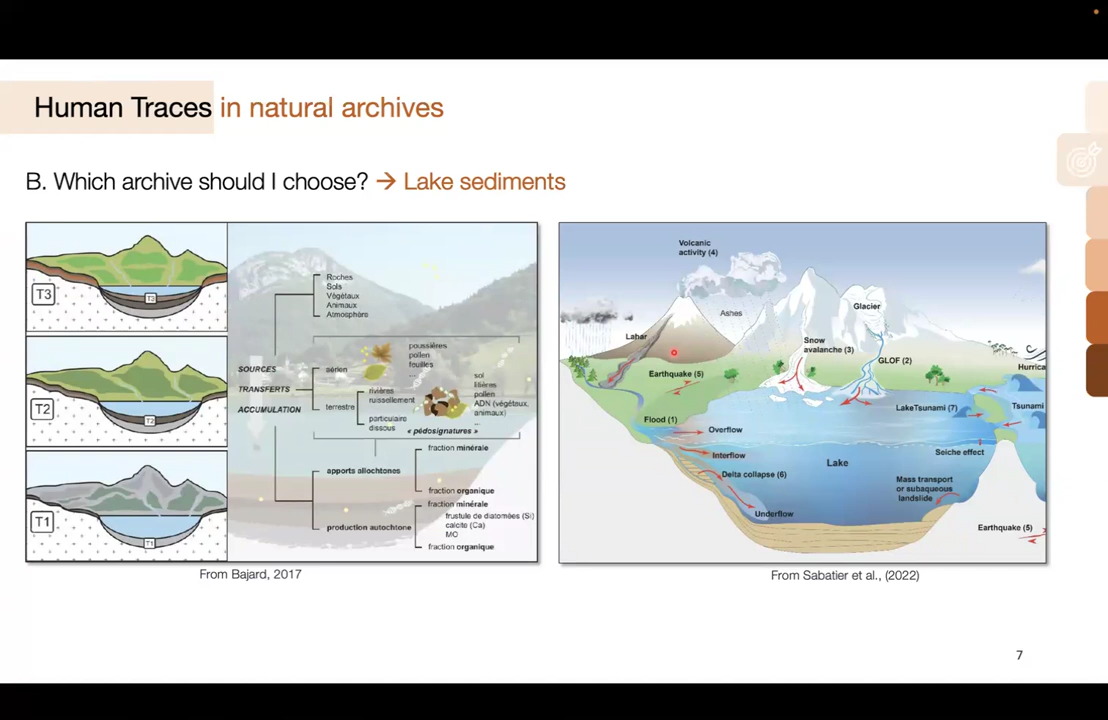 Human Traces in natural archives
B. Which archive should I choose? → Lake sediments
T3
T3
T2
T2
T1
T1
Roches
Sols
Végétaux
Animaux
Atmosphère
SOURCES
TRANSFERTS
ACCUMULATION
aérien
poussières
pollen
feuilles
...
terrestre
rivières
ruissellement
particulaire
dissous
sol
litières
pollen
ADN (végétaux,
animaux)
...
« pédosignatures »
apports allochtones
fraction minérale
fraction organique
production autochtone
fraction minérale
frustule de diatomées (Si)
calcite (Ca)
MO
fraction organique
From Bajard, 2017
Volcanic
activity (4)
Ashes
Glacier
Lahar
Snow
avalanche (3)
GLOF (2)
Earthquake (5)
Hurrica
Flood (1)
LakeTsunami (7)
Tsunami
Overflow
Interflow
Seiche effect
Lake
Delta collapse (6)
Mass transport
or subaqueous
landslide
Underflow
Earthquake (5)
From Sabatier et al., (2022)
7